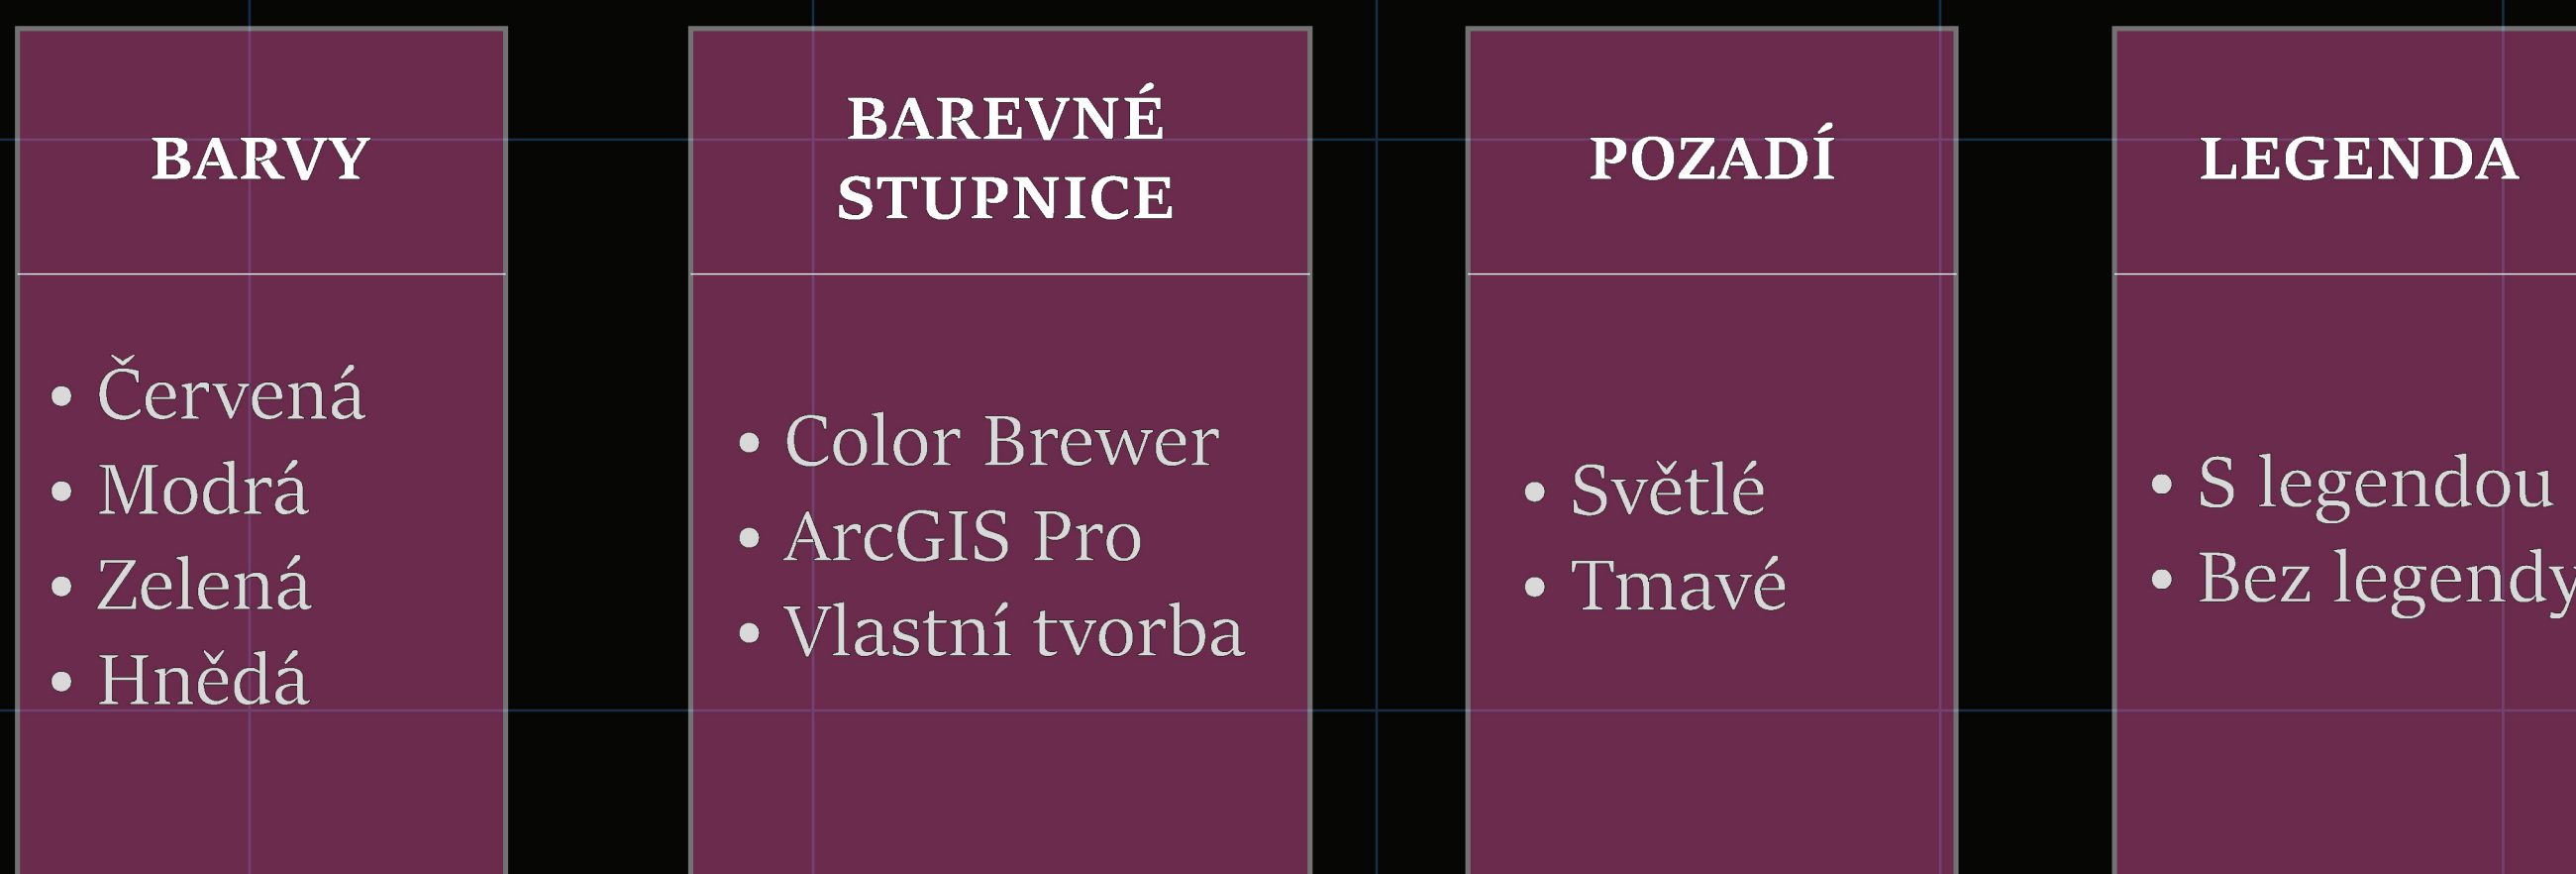 BARVY
• Červená
• Modrá
• Zelená
• Hnědá
BAREVNÉ
STUPNICE
• Color Brewer
• ArcGIS Pro
• Vlastní tvorba
POZADÍ
• Světlé
• Tmavé
LEGENDA
• S legendou
• Bez legendy